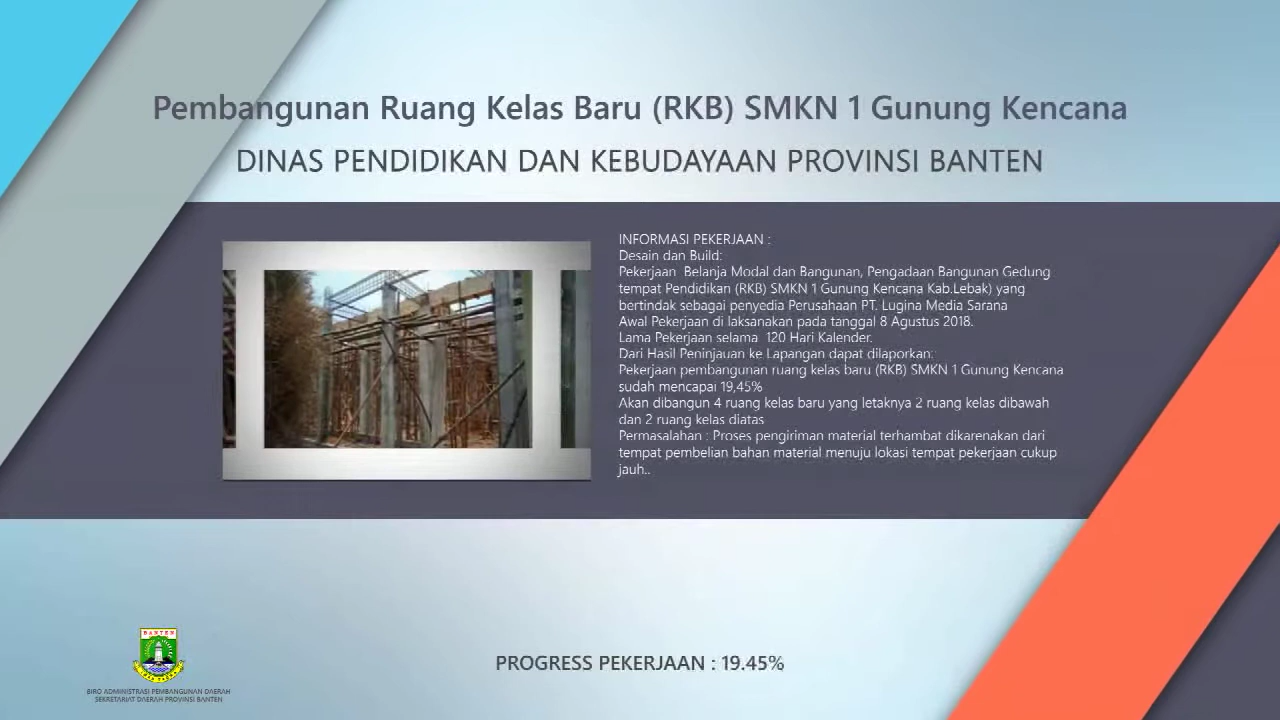 Pembangunan Ruang Kelas Baru (RKB) SMKN 1 Gunung Kencana
DINAS PENDIDIKAN DAN KEBUDAYAAN PROVINSI BANTEN
INFORMASI PEKERJAAN :
Desain dan Build:
Pekerjaan Belanja Modal dan Bangunan, Pengadaan Bangunan Gedung
tempat Pendidikan (RKB) SMKN 1 Gunung Kencana Kab.Lebak) yang
bertindak sebagai penyedia Perusahaan PT. Lugina Media Sarana
Awal Pekerjaan di laksanakan pada tanggal 8 Agustus 2018.
Lama Pekerjaan selama 120 Hari Kalender.
Dari Hasil Peninjauan ke Lapangan dapat dilaporkan:
Pekerjaan pembangunan ruang kelas baru (RKB) SMKN 1 Gunung Kencana
sudah mencapai 19,45%
Akan dibangun 4 ruang kelas baru yang letaknya 2 ruang kelas dibawah
dan 2 ruang kelas diatas
Permasalahan : Proses pengiriman material terhambat dikarenakan dari
tempat pembelian bahan material menuju lokasi tempat pekerjaan cukup
jauh..
BANTEN
BIRO ADMINISTRASI PEMBANGUNAN DAERAH
SEKRETARIAT DAERAH PROVINSI BANTEN
PROGRESS PEKERJAAN : 19.45%